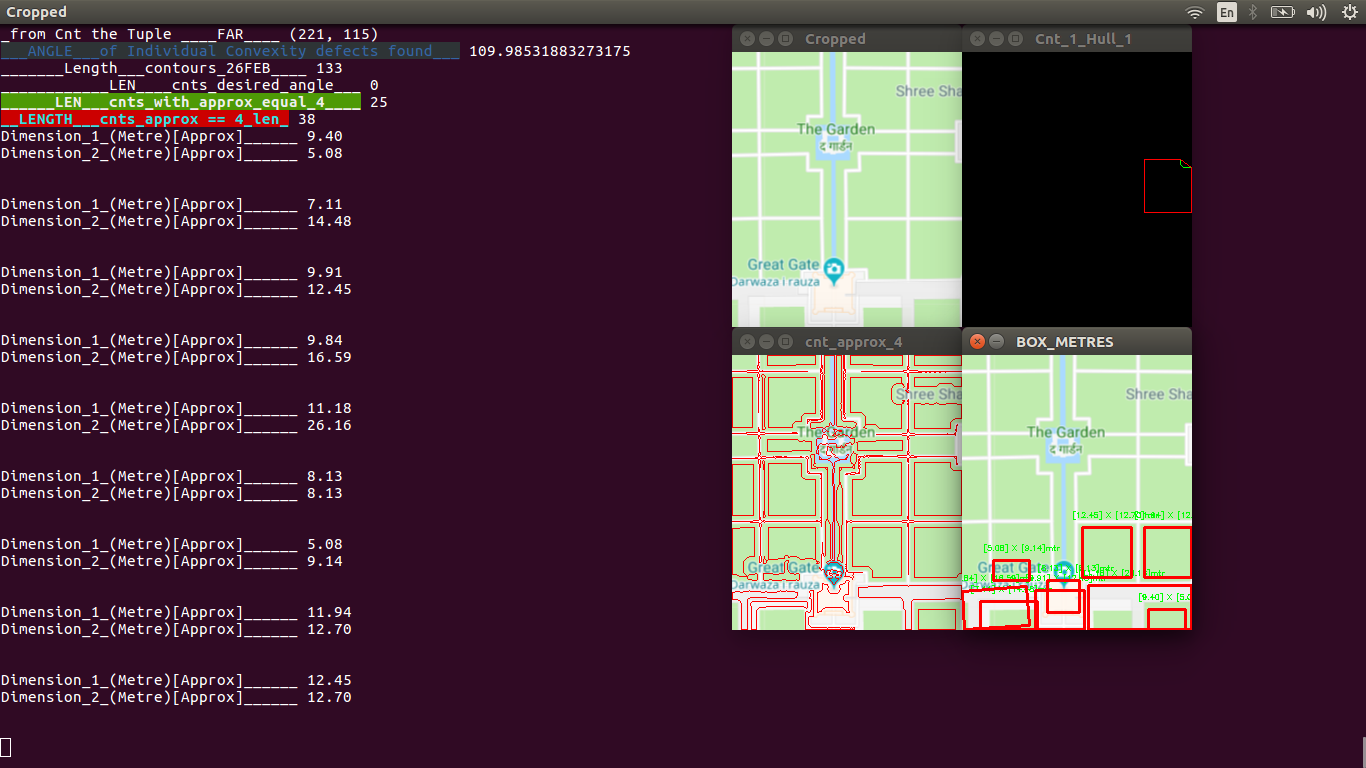 Cropped
En
_from Cnt the Tuple ____FAR____ (221, 115)
___ANGLE___of Individual Convexity defects found___ 109.98531883273175
_______Length___contours_26FEB____ 133
____________LEN____cnts_desired_angle___ 0
______LEN___cnts_with_approx_equal_4____ 25
__LENGTH___cnts_approx == 4_len_ 38
Dimension_1_(Metre)[Approx]______ 9.40
Dimension_2_(Metre)[Approx]______ 5.08
Dimension_1_(Metre)[Approx]______ 7.11
Dimension_2_(Metre)[Approx]______ 14.48
Dimension_1_(Metre)[Approx]______ 9.91
Dimension_2_(Metre)[Approx]______ 12.45
Dimension_1_(Metre)[Approx]______ 9.84
Dimension_2_(Metre)[Approx]______ 16.59
Dimension_1_(Metre)[Approx]______ 11.18
Dimension_2_(Metre)[Approx]______ 26.16
Dimension_1_(Metre)[Approx]______ 8.13
Dimension_2_(Metre)[Approx]______ 8.13
Dimension_1_(Metre)[Approx]______ 5.08
Dimension_2_(Metre)[Approx]______ 9.14
Dimension_1_(Metre)[Approx]______ 11.94
Dimension_2_(Metre)[Approx]______ 12.70
Dimension_1_(Metre)[Approx]______ 12.45
Dimension_2_(Metre)[Approx]______ 12.70
Cropped
Shree Sha
The Garden
द गार्डन
Great Gate
Darwaza i rauza
Cnt_1_Hull_1
cnt_approx_4
Shree Sha
The Garden
द गार्डन
Great Gate
Darwaza i rauza
BOX_METRES
Shree Sha
The Garden
द गार्डन
[12.45] X [12.70]
[5.08] X [9.14]mtr
Great Gate
[9.40] X [5.0